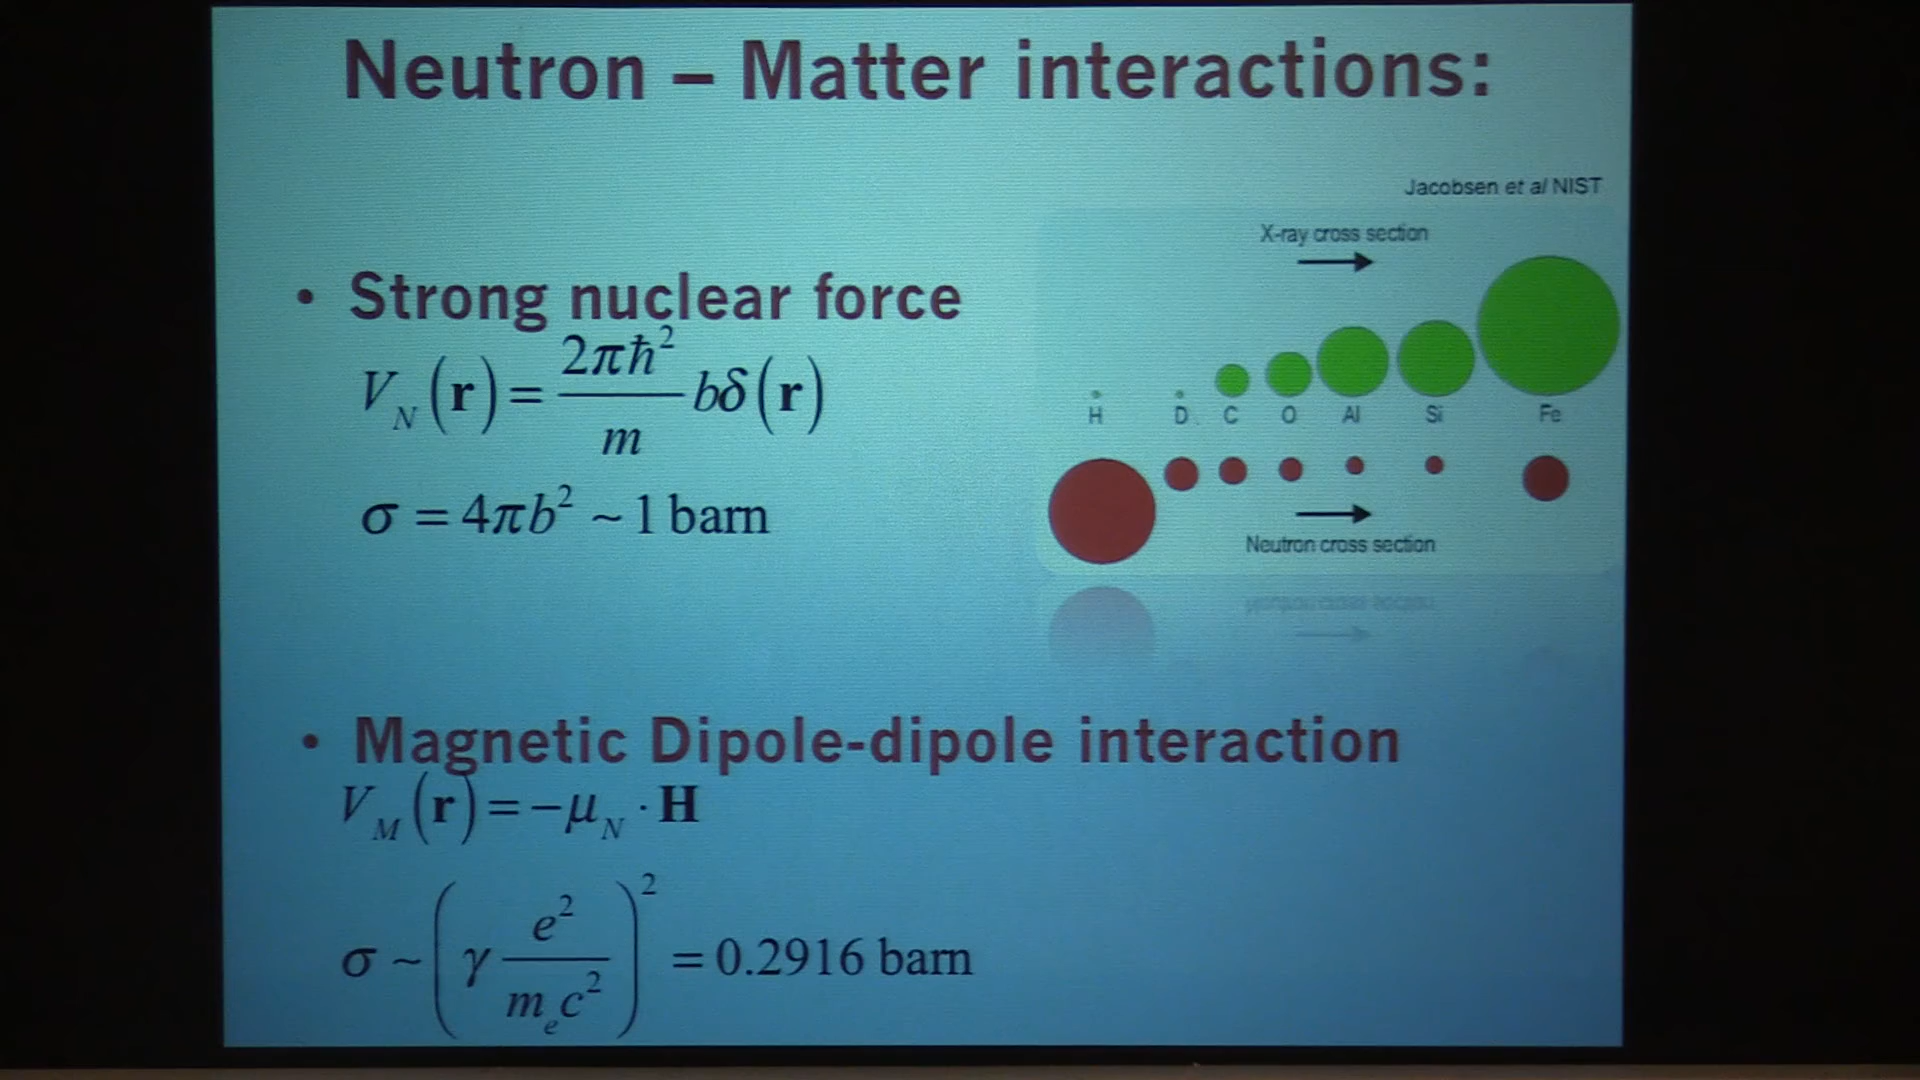 Neutron – Matter interactions:
Jacobsen et al NIST
X-ray cross section
• Strong nuclear force
V_N(r) = 2πħ²/m bδ(r)
H D C O Al Si Fe
σ = 4πb² ~ 1 barn
Neutron cross section
• Magnetic Dipole-dipole interaction
V_M(r) = −μ_N · H
σ ~ (γ e²/m_e c²)² = 0.2916 barn